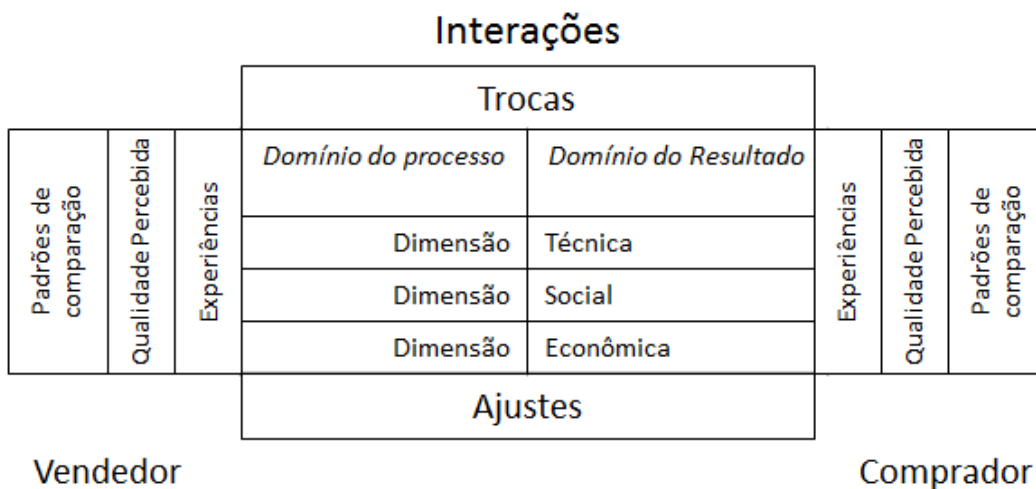 Interações
Trocas
Padrões de
comparação
Qualidade Percebida
Experiências
Domínio do processo
Domínio do Resultado
Dimensão
Técnica
Dimensão
Social
Dimensão
Econômica
Experiências
Qualidade Percebida
Padrões de
comparação
Ajustes
Vendedor
Comprador